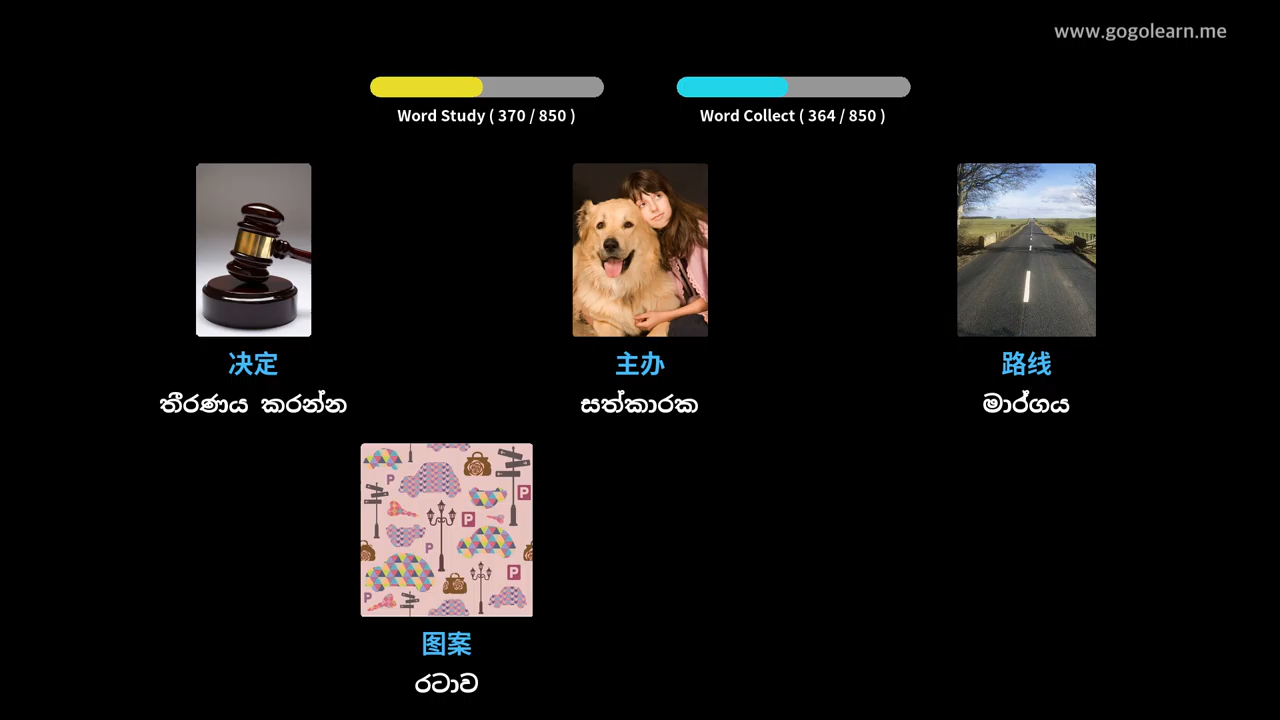 www.gogolearn.me
Word Study ( 370 / 850 )
Word Collect ( 364 / 850 )
决定
主办
路线
තීරණය කරන්න
සත්කාරක
මාර්ගය
P
P
P
P
P
P
图案
රටාව